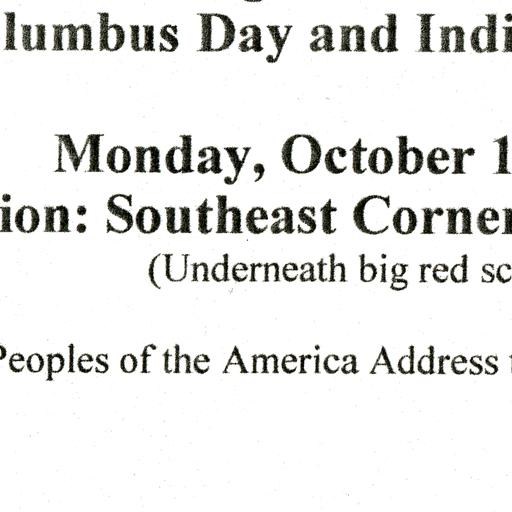 lumbus Day and Indi
Monday, October 1
ion: Southeast Corner
(Underneath big red sc
Peoples of the America Address t